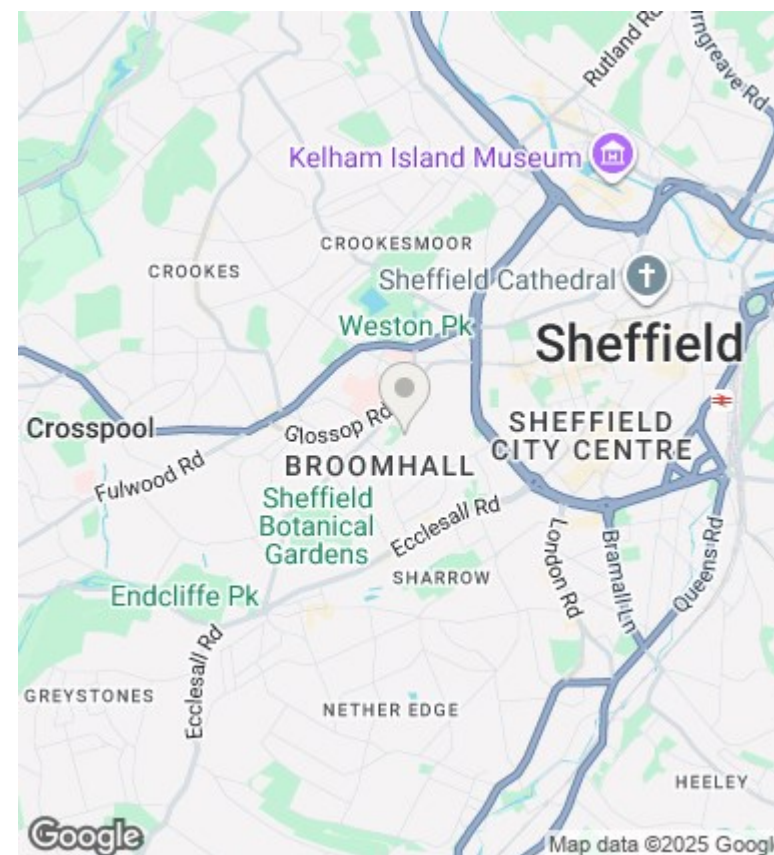 Rutland Rd
rngreave Rd
Kelham Island Museum
CROOKESMOOR
CROOKES
Sheffield Cathedral
Weston Pk
Sheffield
Crosspool
Glossop Rd
SHEFFIELD
CITY CENTRE
BROOMHALL
Fulwood Rd
Sheffield
Botanical
Gardens
Ecclesall Rd
London Rd
Bramall Ln
Queens Rd
SHARROW
Endcliffe Pk
Ecclesall Rd
GREYSTONES
NETHER EDGE
HEELEY
Google
Map data ©2025 Googl